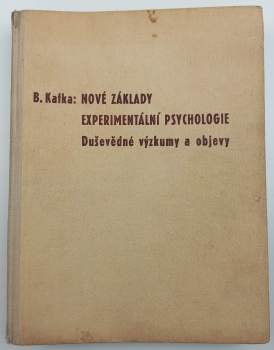 B. Kafka: NOVÉ ZÁKLADY
EXPERIMENTÁLNÍ PSYCHOLOGIE
Duševědné výzkumy a objevy